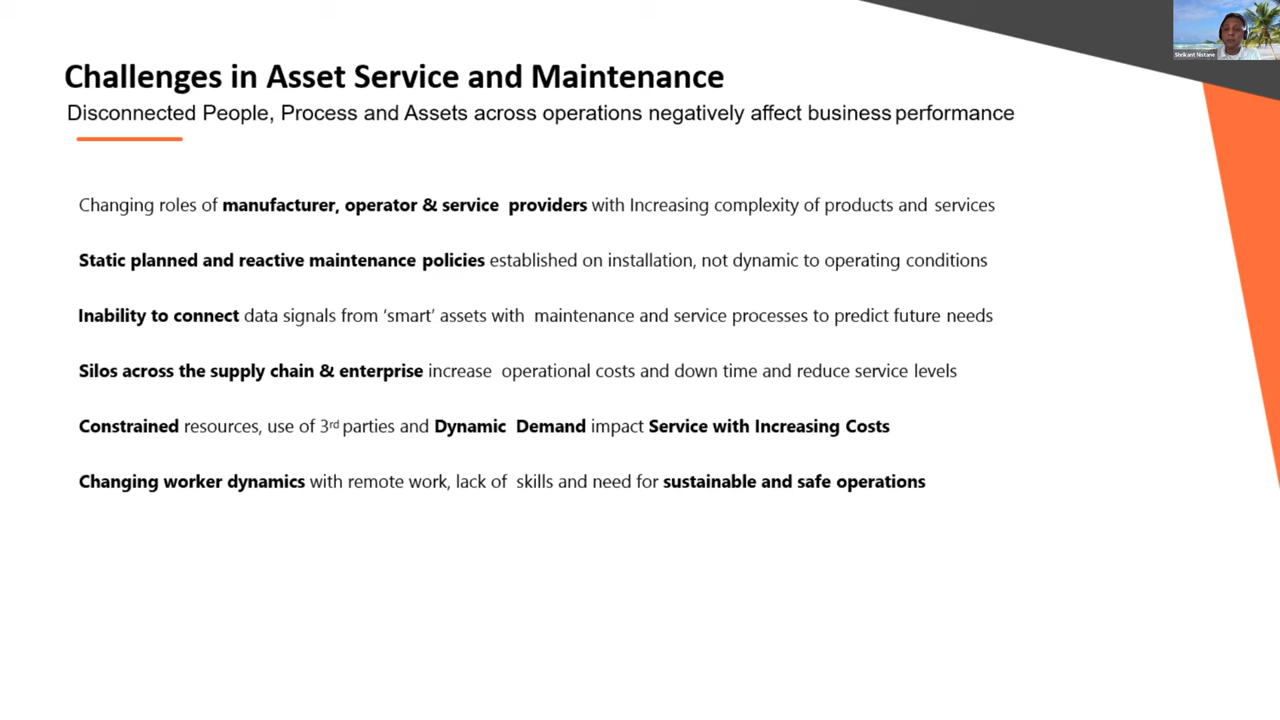 Challenges in Asset Service and Maintenance
Disconnected People, Process and Assets across operations negatively affect business performance
Changing roles of manufacturer, operator & service providers with Increasing complexity of products and services
Static planned and reactive maintenance policies established on installation, not dynamic to operating conditions
Inability to connect data signals from ‘smart’ assets with maintenance and service processes to predict future needs
Silos across the supply chain & enterprise increase operational costs and down time and reduce service levels
Constrained resources, use of 3rd parties and Dynamic Demand impact Service with Increasing Costs
Changing worker dynamics with remote work, lack of skills and need for sustainable and safe operations
Shrikant Nistane